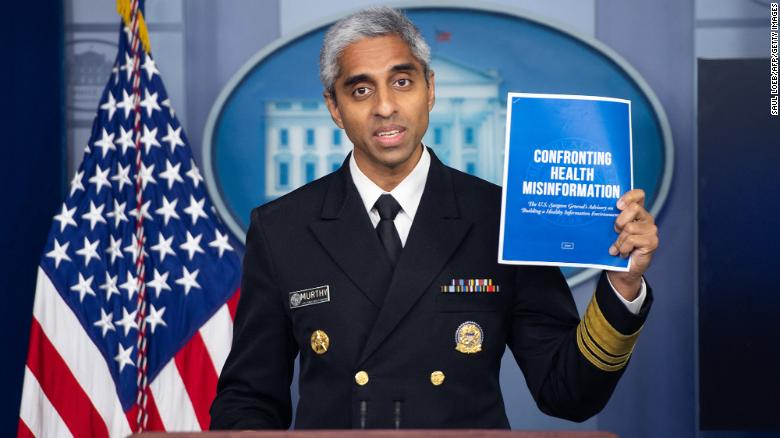 CONFRONTING
HEALTH
MISINFORMATION
The U.S. Surgeon General's Advisory on
Building a Healthy Information Environment
MURTHY
SAUL LOEB/AFP/GETTY IMAGES